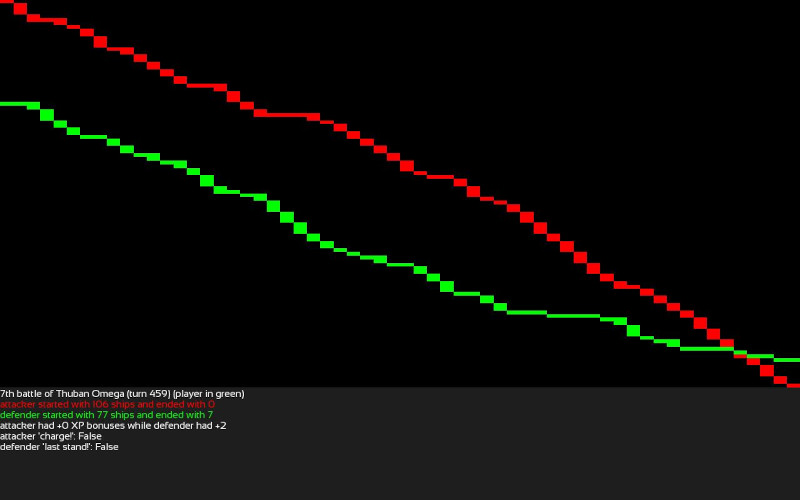 7th battle of Thuban Omega (turn 459) (player in green)
attacker started with 106 ships and ended with 0
defender started with 77 ships and ended with 7
attacker had +0 XP bonuses while defender had +2
attacker 'charge!': False
defender 'last stand!': False